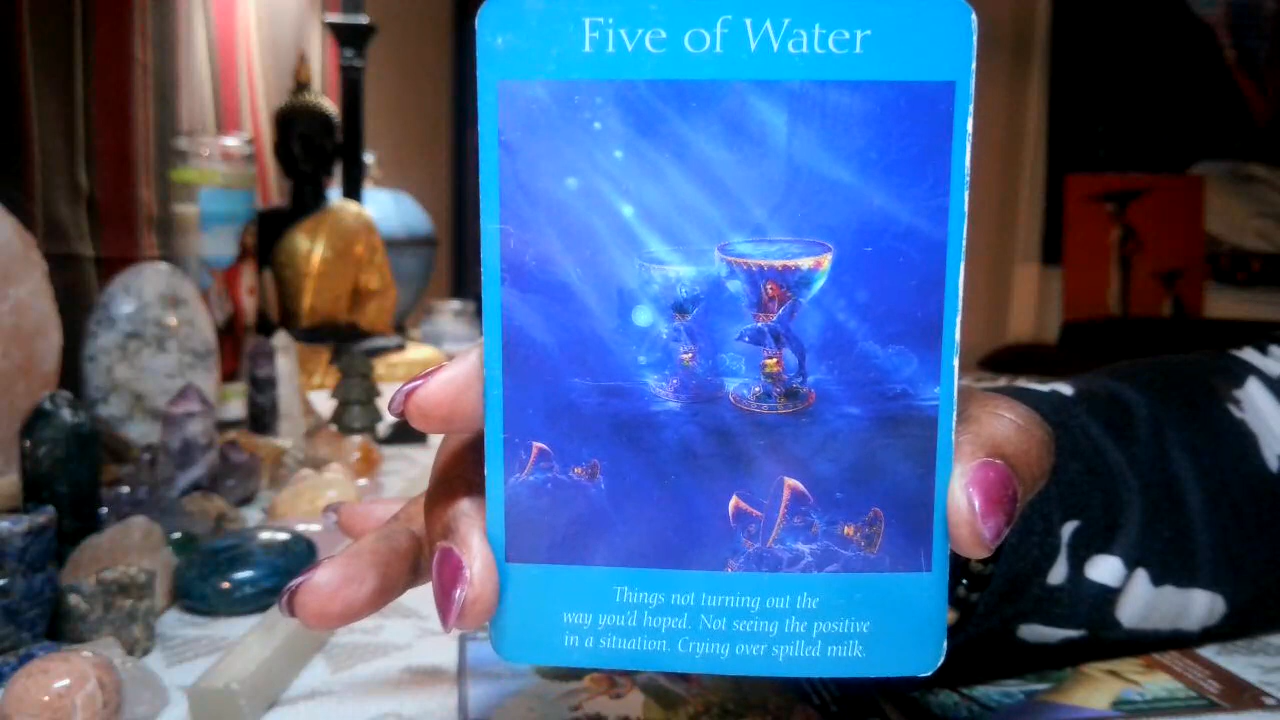 Five of Water
Things not turning out the
way you'd hoped. Not seeing the positive
in a situation. Crying over spilled milk.